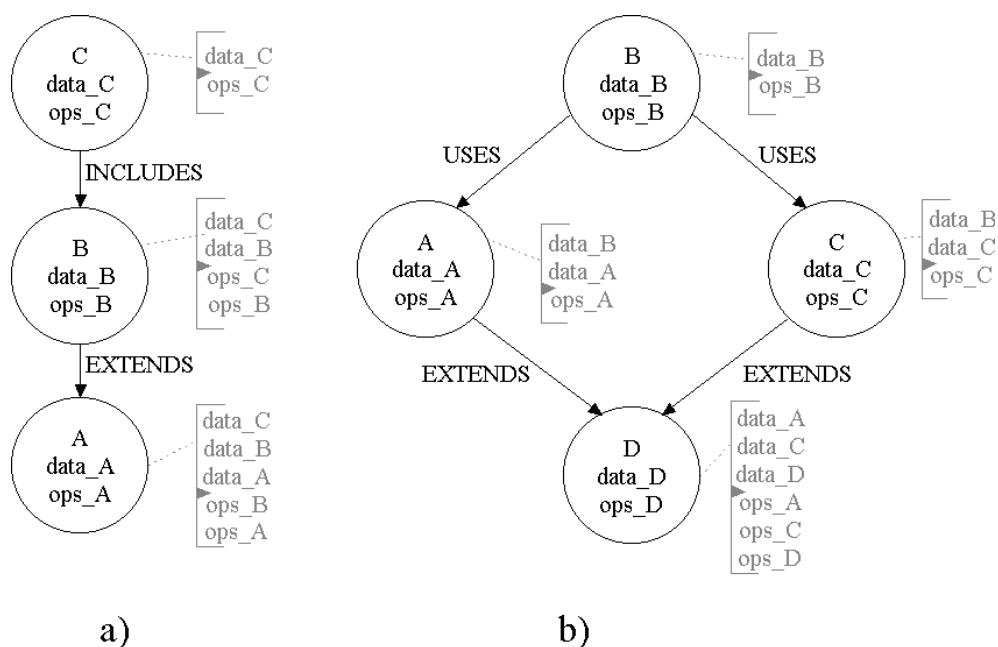 C
data_C
ops_C
data_C
ops_C
INCLUDES
B
data_B
ops_B
data_C
data_B
ops_C
ops_B
EXTENDS
A
data_A
ops_A
data_C
data_B
data_A
ops_B
ops_A
a)
B
data_B
ops_B
data_B
ops_B
USES
USES
A
data_A
ops_A
data_B
data_A
ops_A
C
data_C
ops_C
data_B
data_C
ops_C
EXTENDS
EXTENDS
D
data_D
ops_D
data_A
data_C
data_D
ops_A
ops_C
ops_D
b)